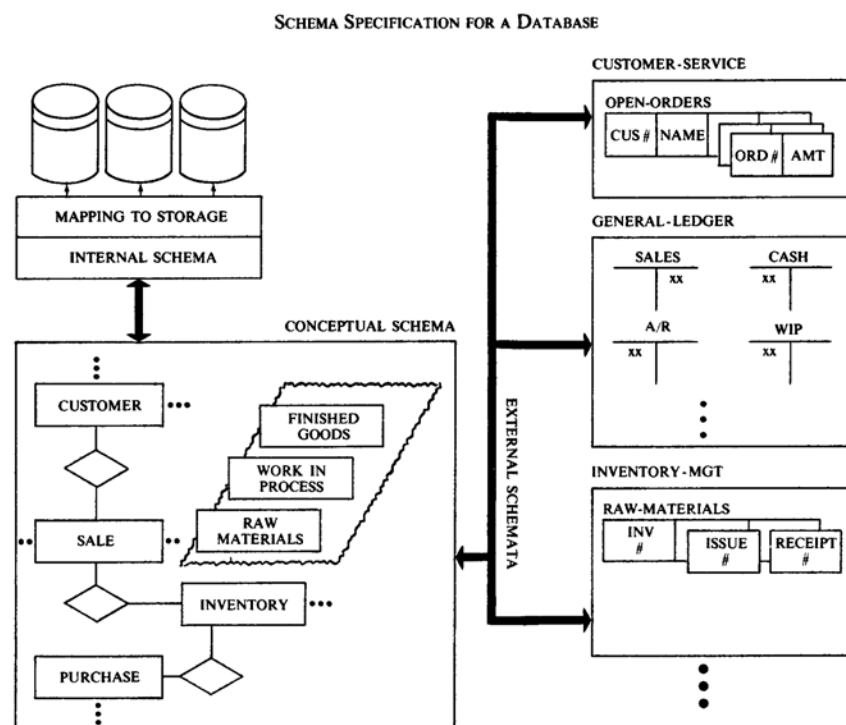 SCHEMA SPECIFICATION FOR A DATABASE
MAPPING TO STORAGE
INTERNAL SCHEMA
CONCEPTUAL SCHEMA
CUSTOMER
FINISHED
GOODS
WORK IN
PROCESS
RAW
MATERIALS
SALE
INVENTORY
PURCHASE
EXTERNAL SCHEMATA
CUSTOMER-SERVICE
OPEN-ORDERS
CUS # NAME
ORD # AMT
GENERAL-LEDGER
SALES CASH
xx xx
A/R WIP
xx xx
INVENTORY-MGT
RAW-MATERIALS
INV
#
ISSUE
#
RECEIPT
#